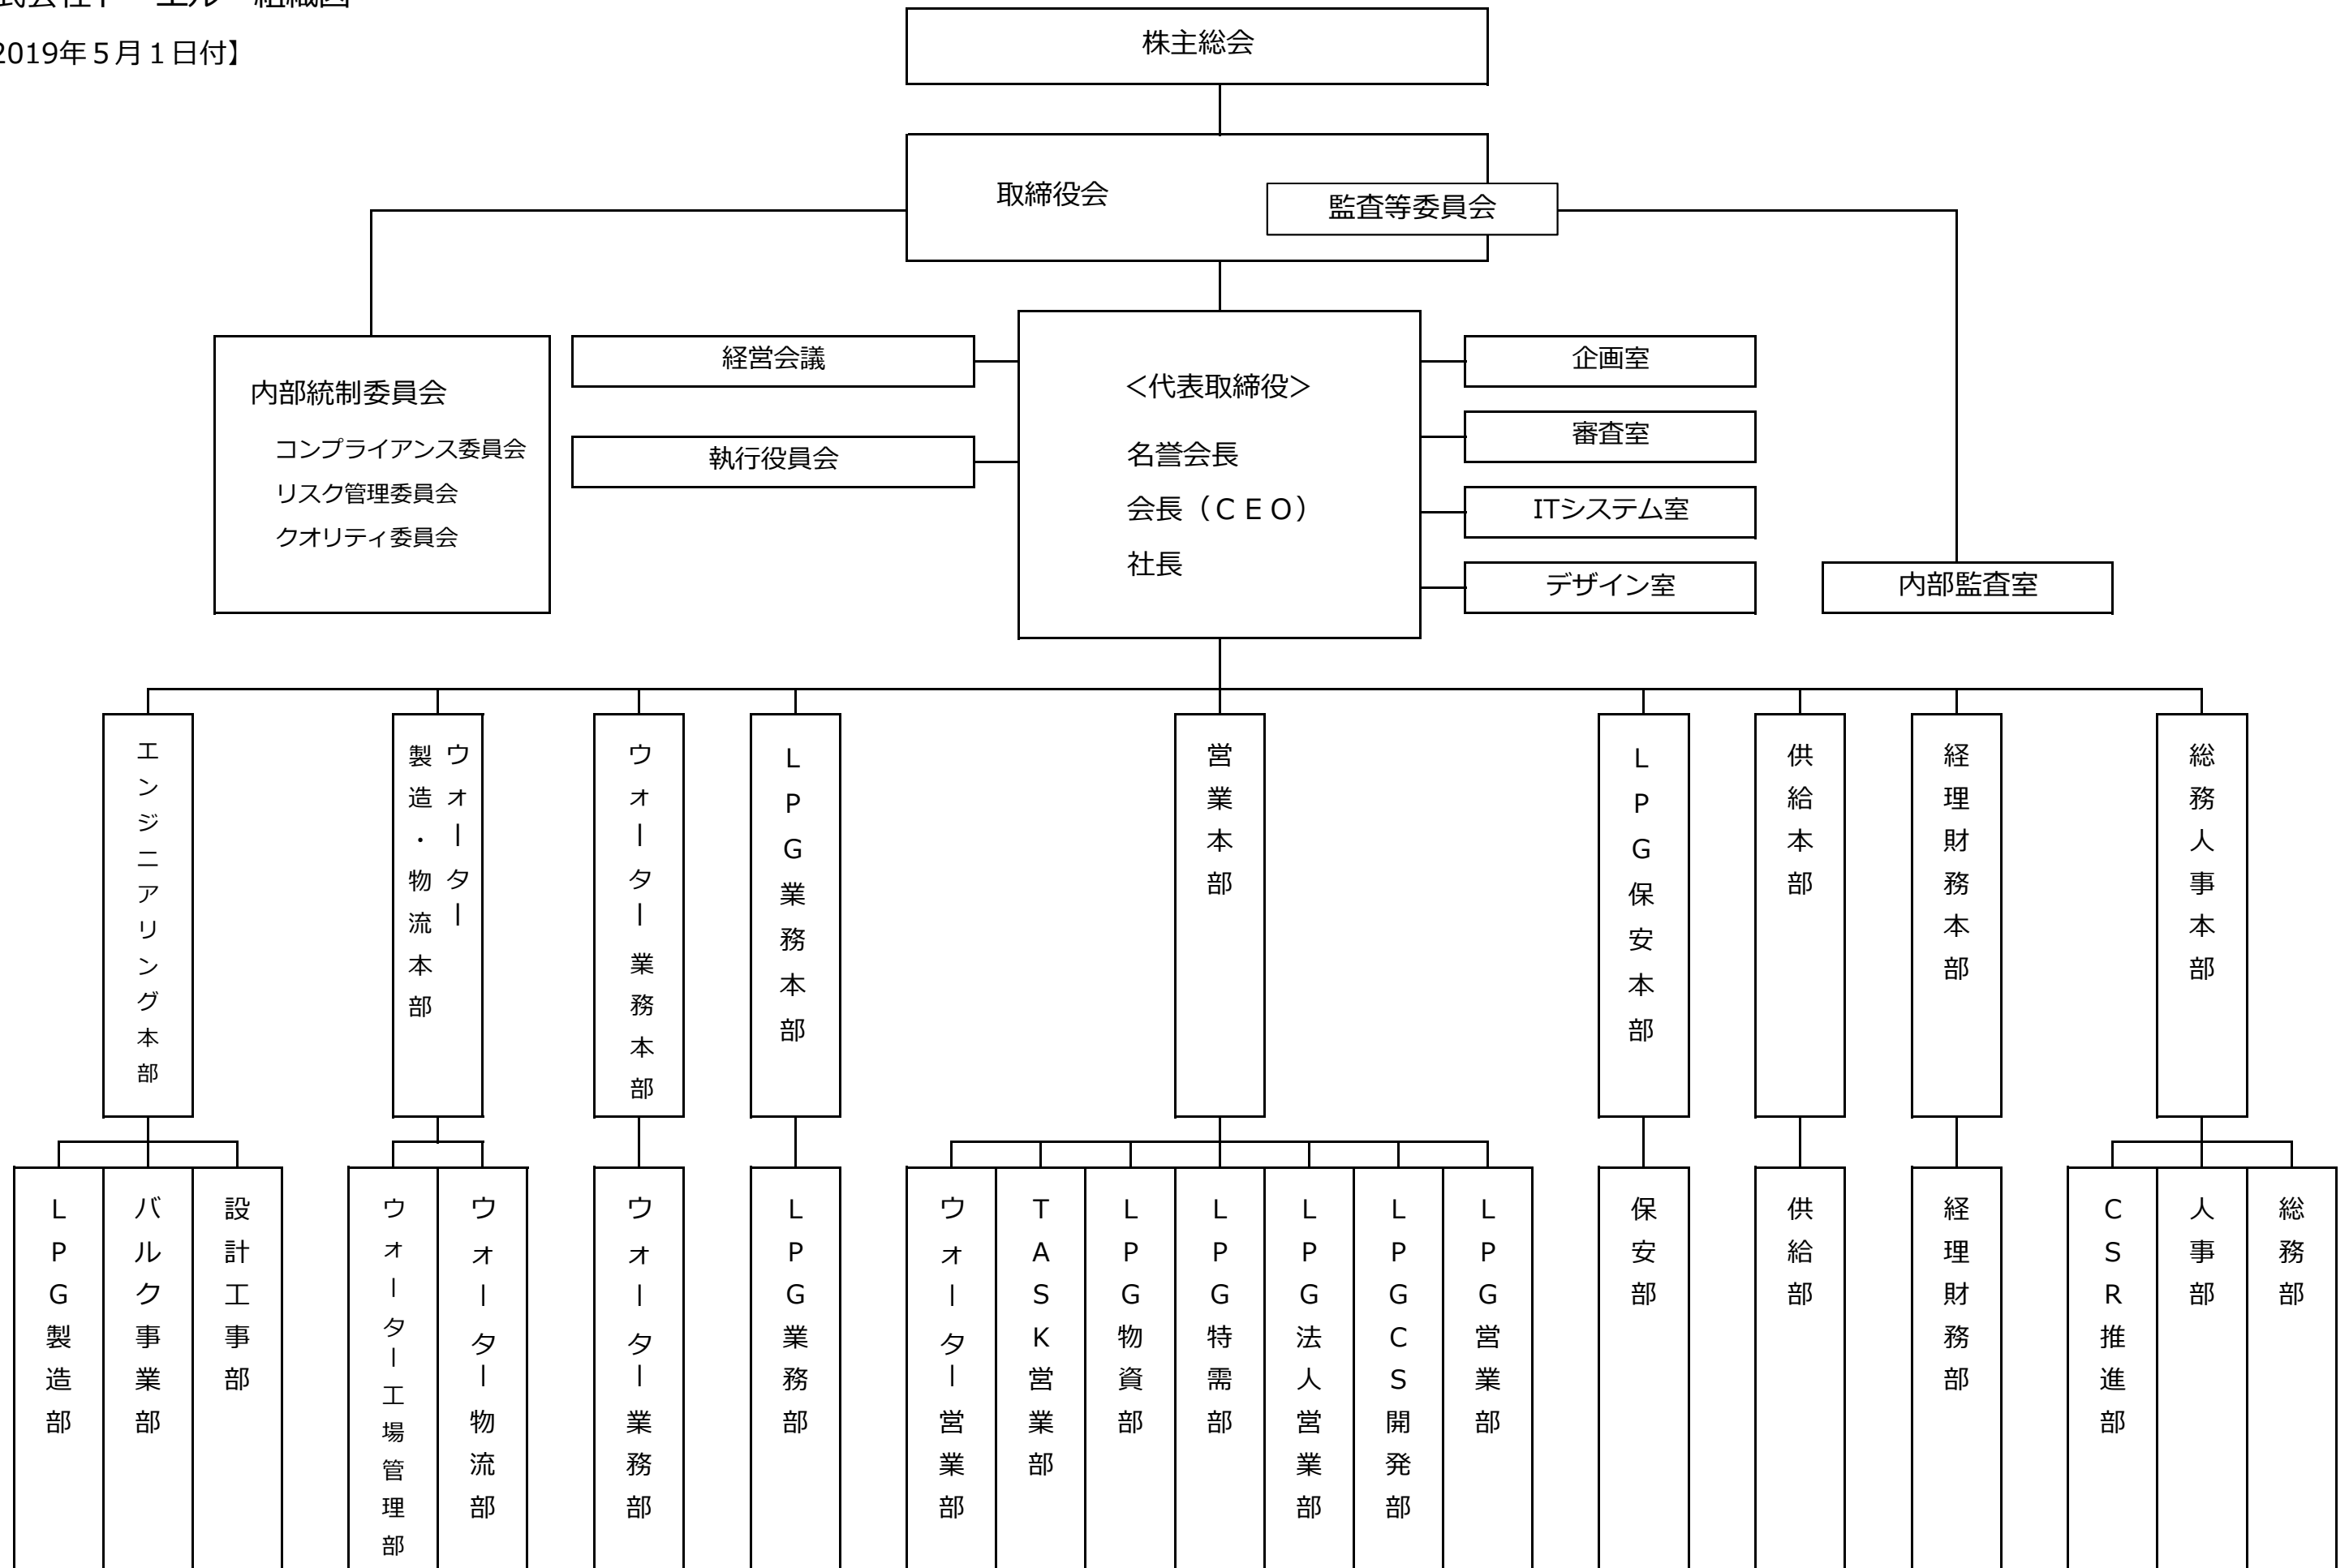 式会社トーエル 組織図
2019年５月１日付】
株主総会
取締役会
監査等委員会
内部統制委員会
コンプライアンス委員会
リスク管理委員会
クオリティ委員会
経営会議
執行役員会
＜代表取締役＞
名誉会長
会長（ＣＥＯ）
社長
企画室
審査室
ITシステム室
デザイン室
内部監査室
エンジニアリング本部
ウォーター
製造・物流本部
ウォーター業務本部
ＬＰＧ業務本部
営業本部
ＬＰＧ保安本部
供給本部
経理財務本部
総務人事本部
ＬＰＧ製造部
バルク事業部
設計工事部
ウォーター工場管理部
ウォーター物流部
ウォーター業務部
ＬＰＧ業務部
ウォーター営業部
ＴＡＳＫ営業部
ＬＰＧ物資部
ＬＰＧ特需部
ＬＰＧ法人営業部
ＬＰＧＣＳ開発部
ＬＰＧ営業部
保安部
供給部
経理財務部
ＣＳＲ推進部
人事部
総務部